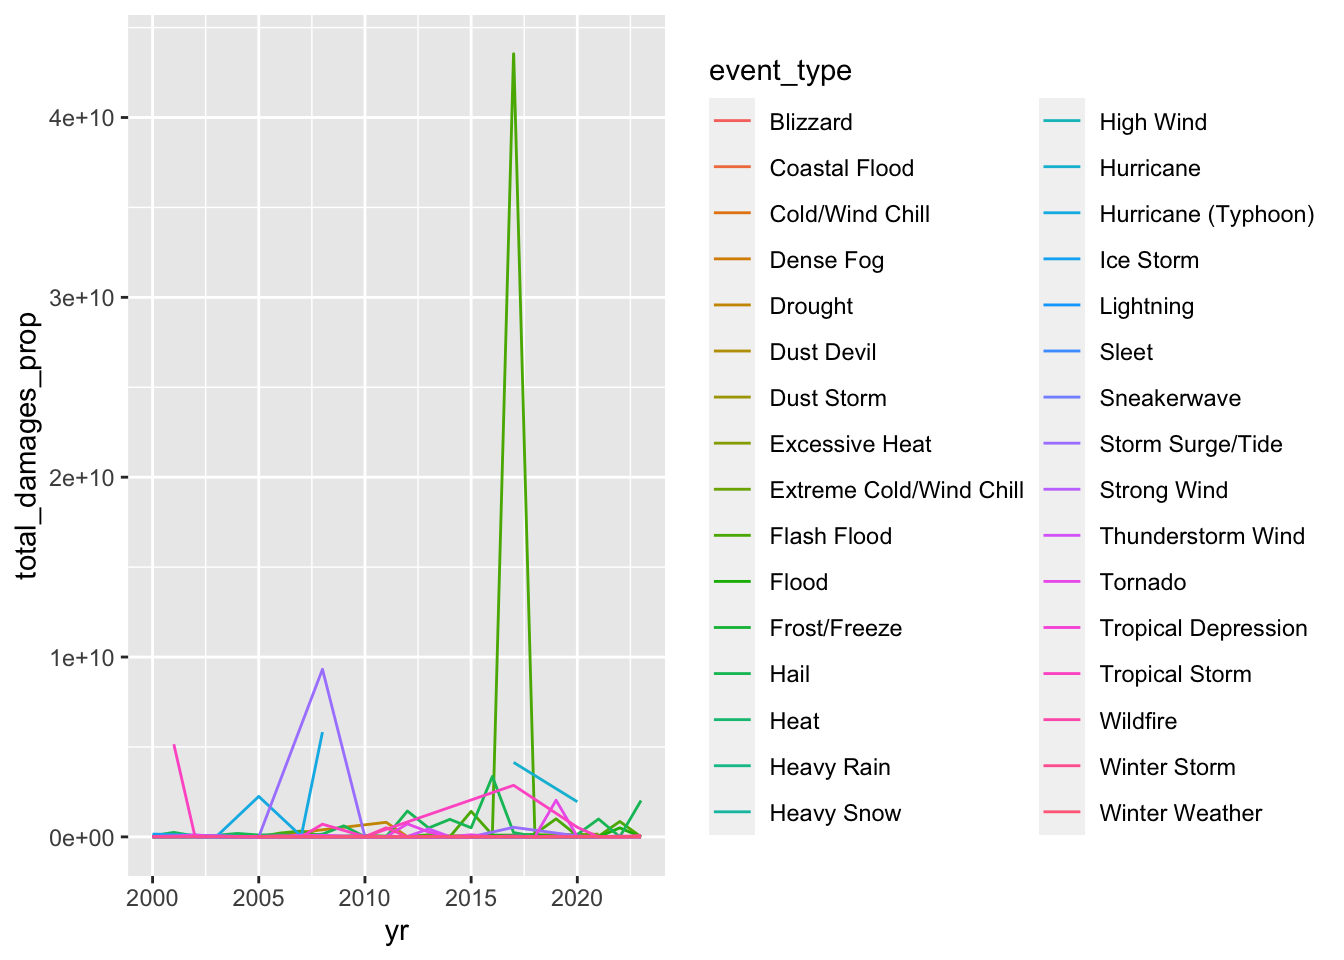 total_damages_prop
4e+10
3e+10
2e+10
1e+10
0e+00
2000 2005 2010 2015 2020
yr
event_type
Blizzard
Coastal Flood
Cold/Wind Chill
Dense Fog
Drought
Dust Devil
Dust Storm
Excessive Heat
Extreme Cold/Wind Chill
Flash Flood
Flood
Frost/Freeze
Hail
Heat
Heavy Rain
Heavy Snow
High Wind
Hurricane
Hurricane (Typhoon)
Ice Storm
Lightning
Sleet
Sneakerwave
Storm Surge/Tide
Strong Wind
Thunderstorm Wind
Tornado
Tropical Depression
Tropical Storm
Wildfire
Winter Storm
Winter Weather